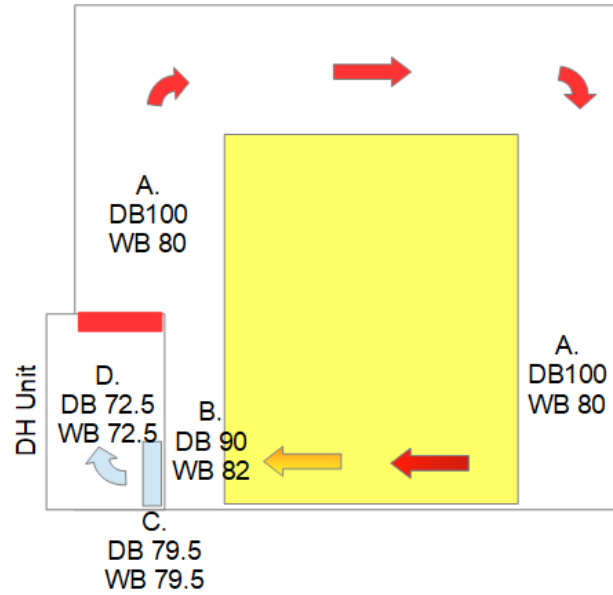 A.
DB100
WB 80
A.
DB100
WB 80
DH Unit
D.
DB 72.5
WB 72.5
B.
DB 90
WB 82
C.
DB 79.5
WB 79.5